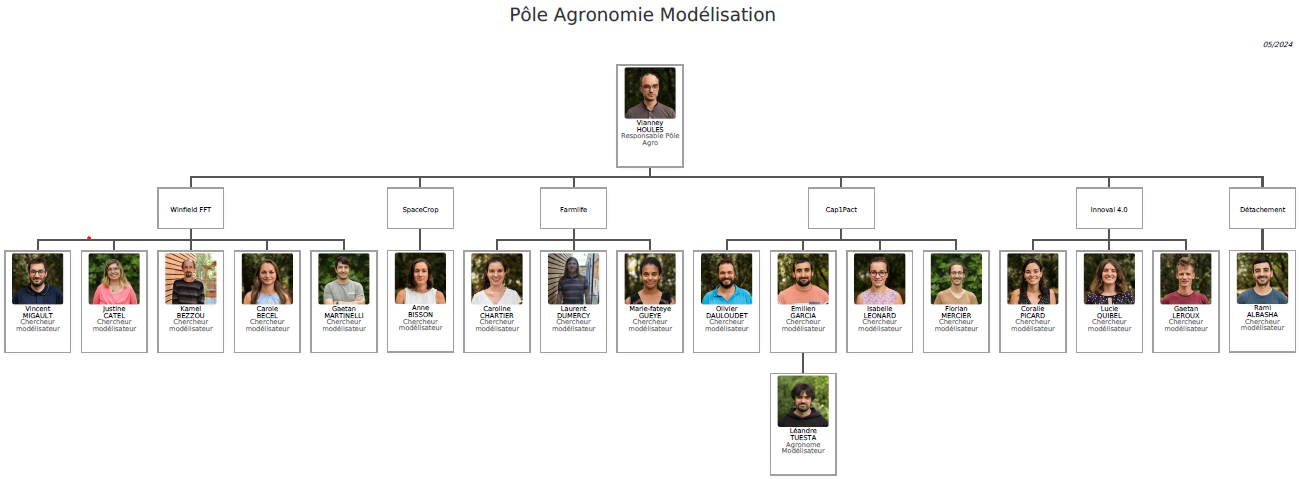 Pôle Agronomie Modélisation
05/2024
Vianney
HOULES
Responsable Pôle
Agro
Winfield FFT
SpaceCrop
Farmlife
Cap1Pact
Innoval 4.0
Détachement
Vincent
MIGAULT
Chercheur
modélisateur
Justine
CATEL
Chercheur
modélisateur
Kamel
BEZZOU
Chercheur
modélisateur
Carole
BECEL
Chercheur
modélisateur
Gaetan
MARTINELLI
Chercheur
modélisateur
Anne
BISSON
Chercheur
modélisateur
Caroline
CHARTIER
Chercheur
modélisateur
Laurent
DUMERCY
Chercheur
modélisateur
Marie-fateye
GUEYE
Chercheur
modélisateur
Olivier
DAULOUDET
Chercheur
modélisateur
Emilien
GARCIA
Chercheur
modélisateur
Isabelle
LEONARD
Chercheur
modélisateur
Florian
MERCIER
Chercheur
modélisateur
Coralie
PICARD
Chercheur
modélisateur
Lucie
QUIBEL
Chercheur
modélisateur
Gaetan
LEROUX
Chercheur
modélisateur
Rami
ALBASHA
Chercheur
modélisateur
Léandre
TUESTA
Agronome
Modélisateur